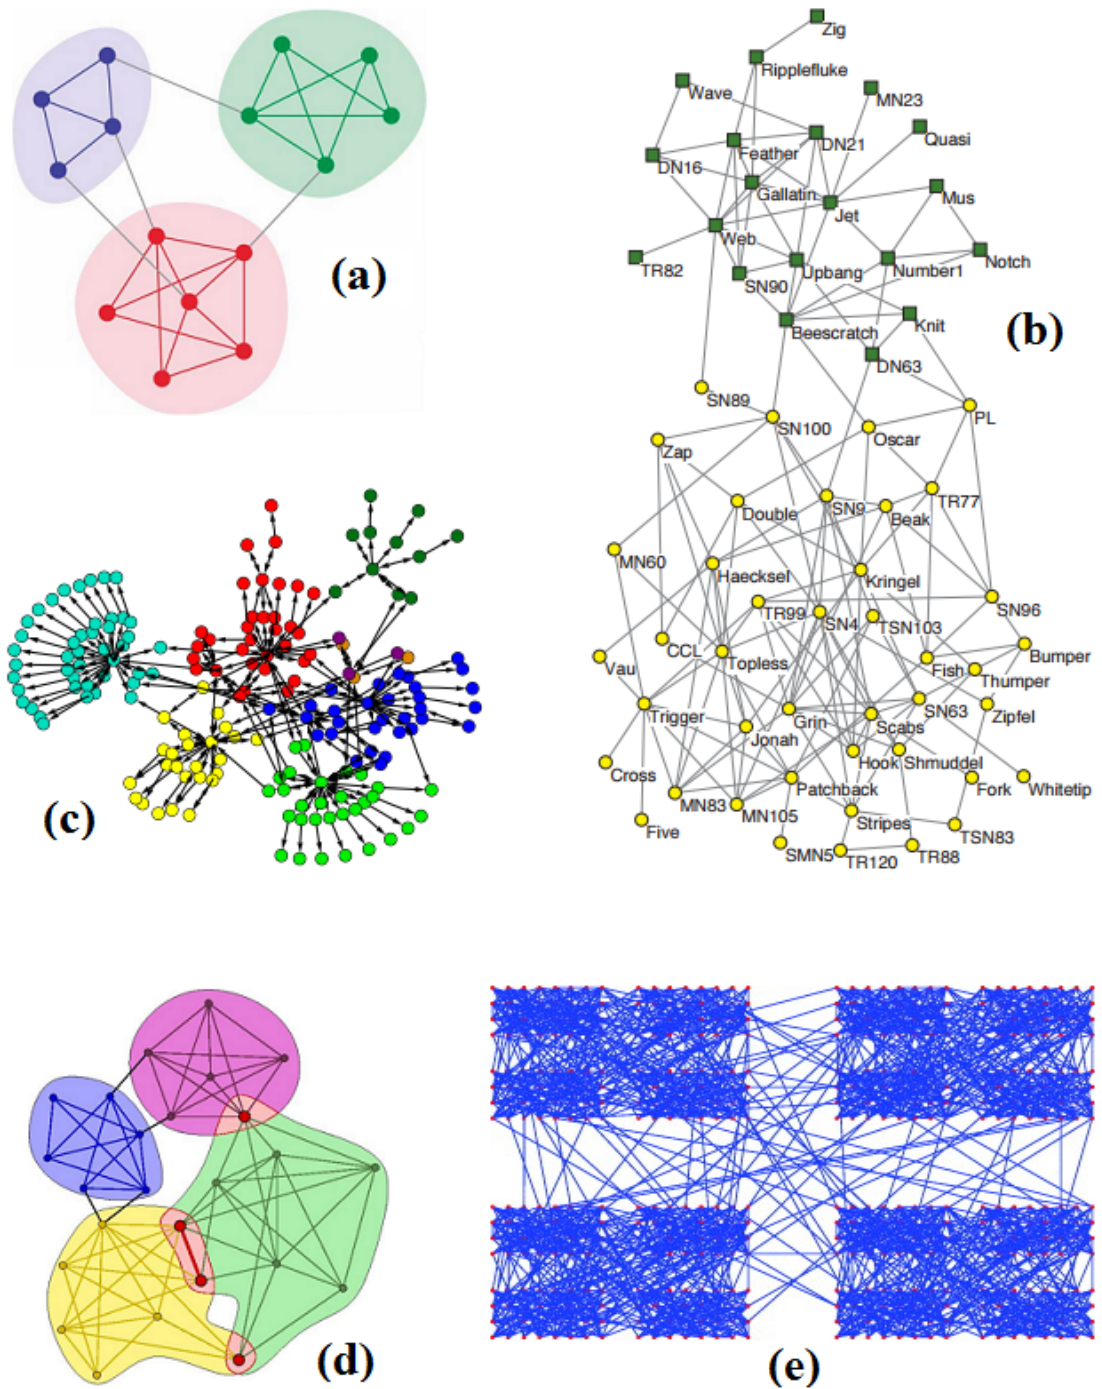 Zig
Ripplefluke
Wave
MN23
DN21
Quasi
Feather
DN16
Gallatin
Mus
Jet
Web
TR82
Upbang
Number1
Notch
SN90
(a)
Beescratch
Knit
(b)
DN63
SN89
SN100
Oscar
PL
Zap
Double
SN9
Beak
TR77
MN60
Haecksel
Kringel
TR99
SN4
TSN103
SN96
CCL
Topless
Vau
Fish
Bumper
Thumper
Trigger
Grin
Scabs
SN63
Zipfel
Jonah
Hook
Shmuddel
Cross
Patchback
Fork
Whitetip
MN83
MN105
(c)
Five
Stripes
TSN83
SMN5
TR120
TR88
(d)
(e)